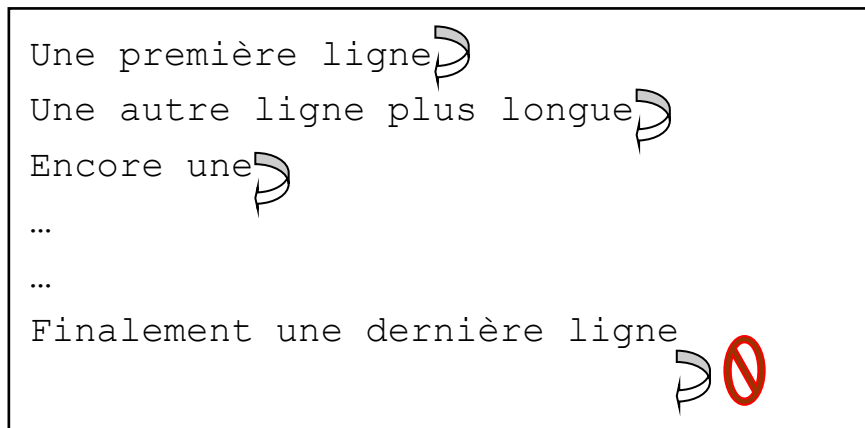 Une première ligne
Une autre ligne plus longue
Encore une
…
…
Finalement une dernière ligne